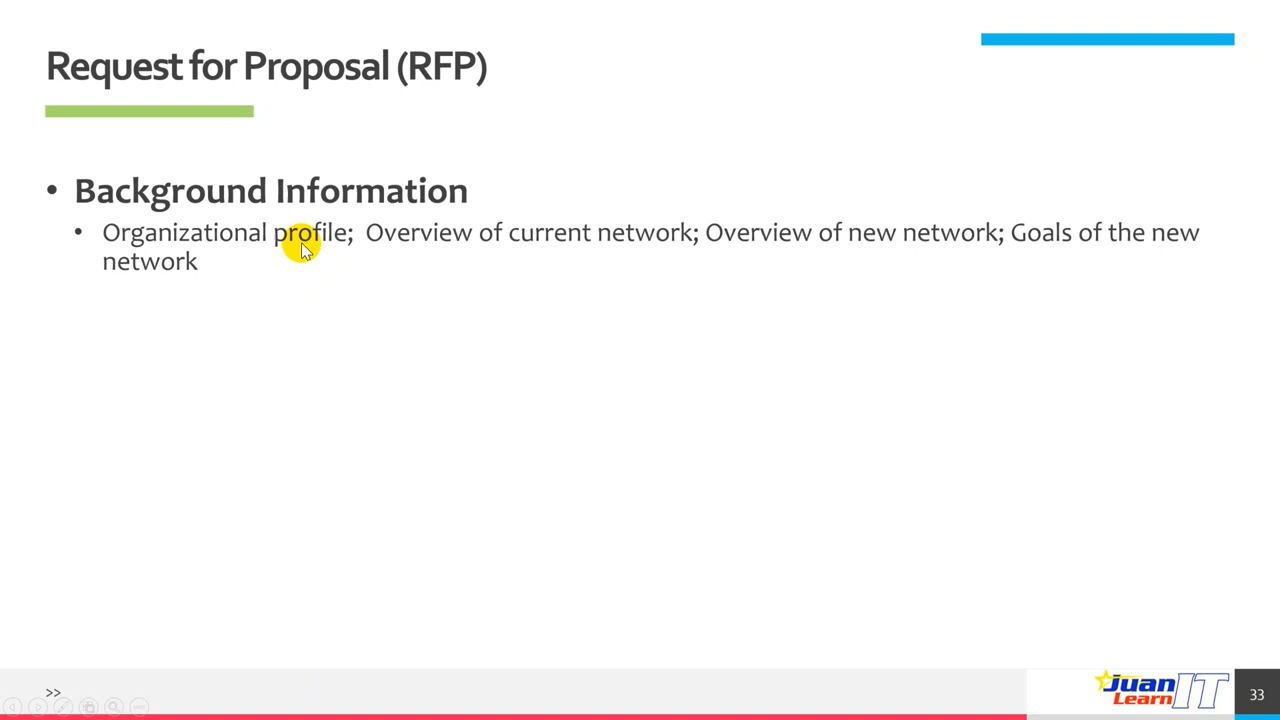 Request for Proposal (RFP)
• Background Information
• Organizational profile;  Overview of current network; Overview of new network; Goals of the new
network
>>
Juan
Learn
IT
33